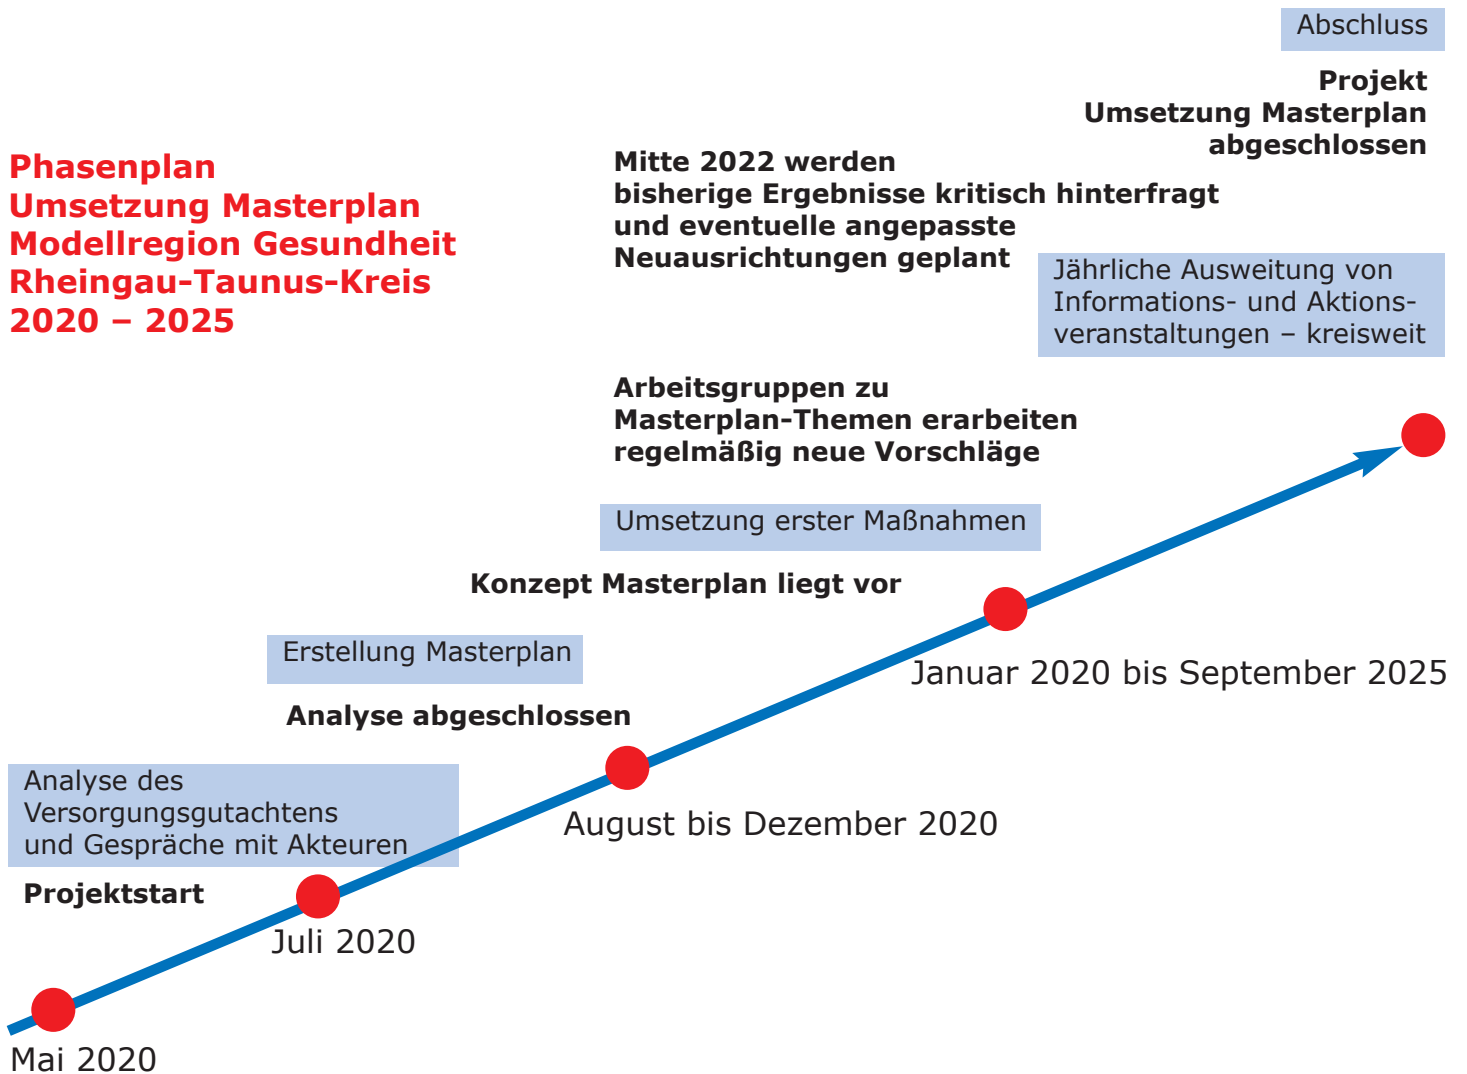 Phasenplan
Umsetzung Masterplan
Modellregion Gesundheit
Rheingau-Taunus-Kreis
2020 – 2025
Abschluss
Projekt
Umsetzung Masterplan
abgeschlossen
Mitte 2022 werden
bisherige Ergebnisse kritisch hinterfragt
und eventuelle angepasste
Neuausrichtungen geplant
Jährliche Ausweitung von
Informations- und Aktions-
veranstaltungen – kreisweit
Arbeitsgruppen zu
Masterplan-Themen erarbeiten
regelmäßig neue Vorschläge
Umsetzung erster Maßnahmen
Konzept Masterplan liegt vor
Januar 2020 bis September 2025
Erstellung Masterplan
Analyse abgeschlossen
August bis Dezember 2020
Analyse des
Versorgungsgutachtens
und Gespräche mit Akteuren
Projektstart
Juli 2020
Mai 2020